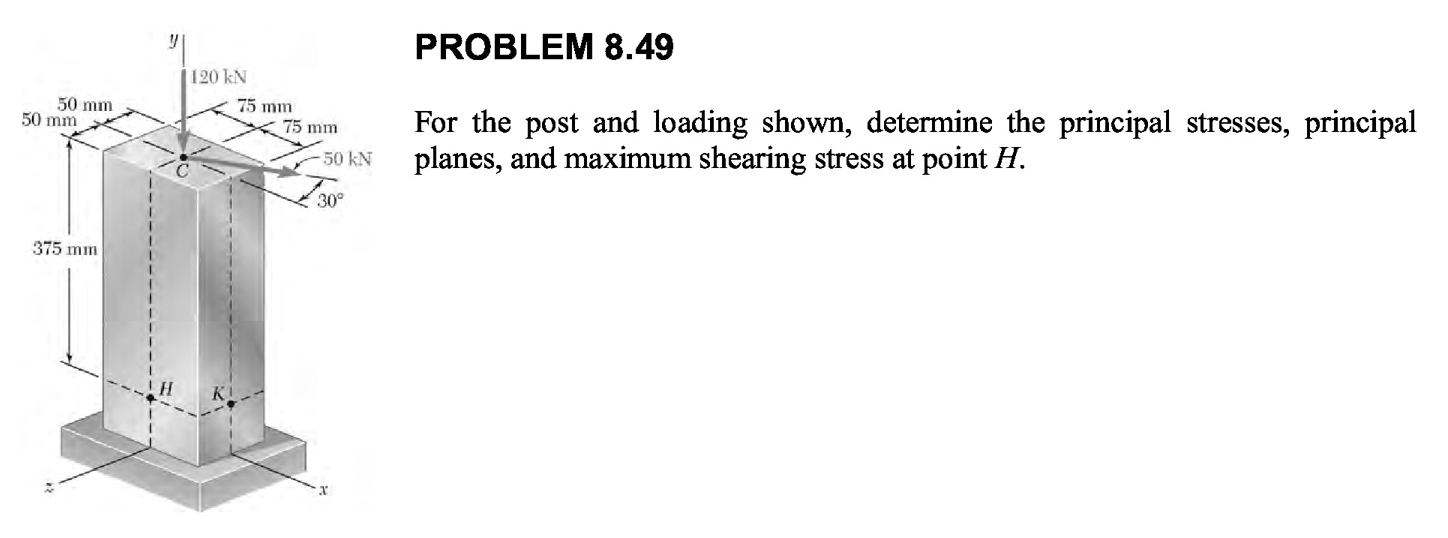 PROBLEM 8.49
For the post and loading shown, determine the principal stresses, principal
planes, and maximum shearing stress at point H.
y
120 kN
50 mm
50 mm
75 mm
75 mm
50 kN
C
30°
375 mm
H
K
z
x